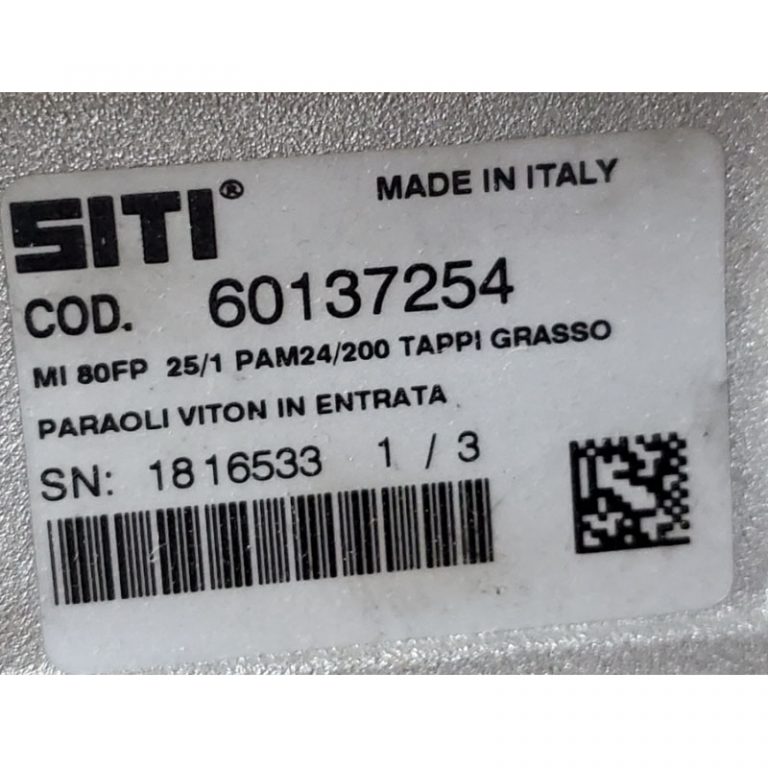 SITI® MADE IN ITALY
COD. 60137254
MI 80FP 25/1 PAM24/200 TAPPI GRASSO
PARAOLI VITON IN ENTRATA
SN: 1816533 1 / 3